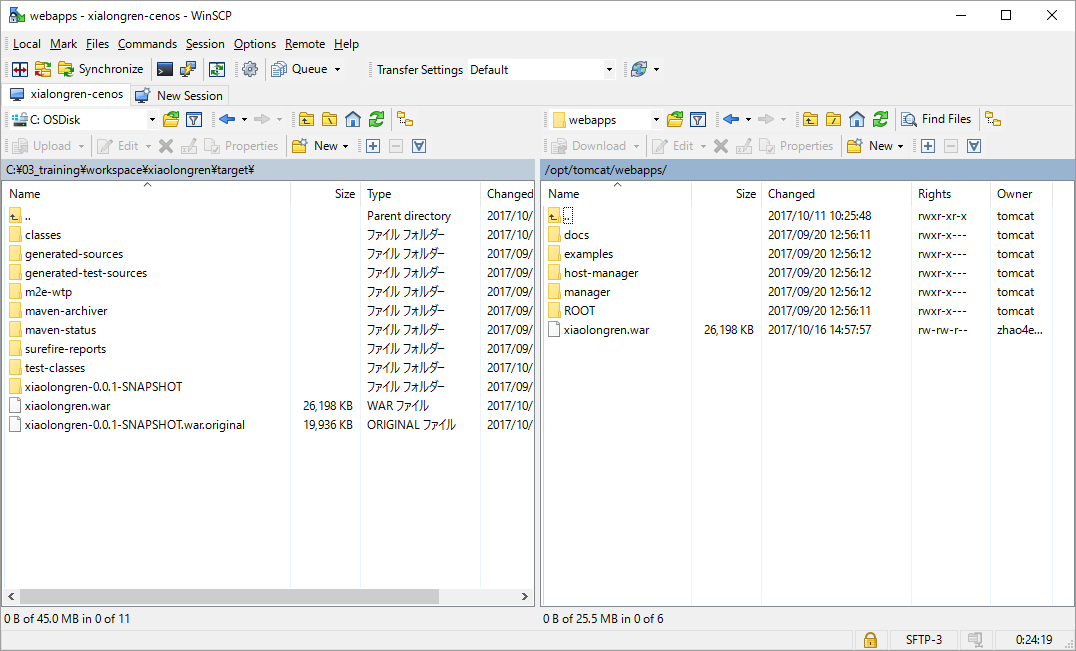 webapps - xialongren-cenos - WinSCP
Local Mark Files Commands Session Options Remote Help
Synchronize Queue Transfer Settings Default
xialongren-cenos New Session
C: OSDisk webapps Find Files
Upload Edit Properties New Download Edit Properties New
C:¥03_training¥workspace¥xiaolongren¥target¥ /opt/tomcat/webapps/
Name Size Type Changed Name Size Changed Rights Owner
.. Parent directory 2017/10/ .. 2017/10/11 10:25:48 rwxr-xr-x tomcat
classes ファイル フォルダー 2017/10/ docs 2017/09/20 12:56:11 rwxr-x--- tomcat
generated-sources ファイル フォルダー 2017/09/ examples 2017/09/20 12:56:12 rwxr-x--- tomcat
generated-test-sources ファイル フォルダー 2017/09/ host-manager 2017/09/20 12:56:12 rwxr-x--- tomcat
m2e-wtp ファイル フォルダー 2017/09/ manager 2017/09/20 12:56:12 rwxr-x--- tomcat
maven-archiver ファイル フォルダー 2017/09/ ROOT 2017/09/20 12:56:11 rwxr-x--- tomcat
maven-status ファイル フォルダー 2017/09/ xiaolongren.war 26,198 KB 2017/10/16 14:57:57 rw-rw-r-- zhao4e...
surefire-reports ファイル フォルダー 2017/09/
test-classes ファイル フォルダー 2017/10/
xiaolongren-0.0.1-SNAPSHOT ファイル フォルダー 2017/09/
xiaolongren.war 26,198 KB WAR ファイル 2017/10/
xiaolongren-0.0.1-SNAPSHOT.war.original 19,936 KB ORIGINAL ファイル 2017/10/
0 B of 45.0 MB in 0 of 11 0 B of 25.5 MB in 0 of 6
SFTP-3 0:24:19